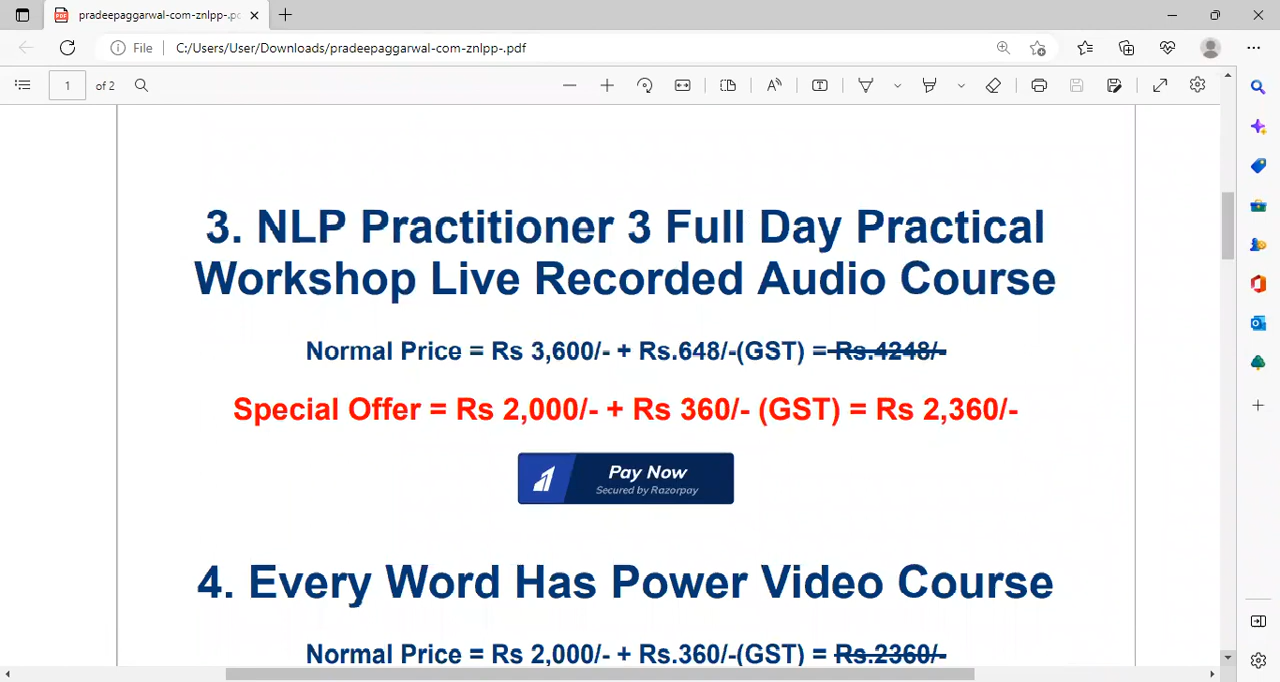 pradeepaggarwal-com-znlpp-.pdf
File
C:/Users/User/Downloads/pradeepaggarwal-com-znlpp-.pdf
1 of 2
3. NLP Practitioner 3 Full Day Practical
Workshop Live Recorded Audio Course
Normal Price = Rs 3,600/- + Rs.648/-(GST) = Rs.4248/-
Special Offer = Rs 2,000/- + Rs 360/- (GST) = Rs 2,360/-
Pay Now
Secured by Razorpay
4. Every Word Has Power Video Course
Normal Price = Rs 2,000/- + Rs.360/-(GST) = Rs.2360/-